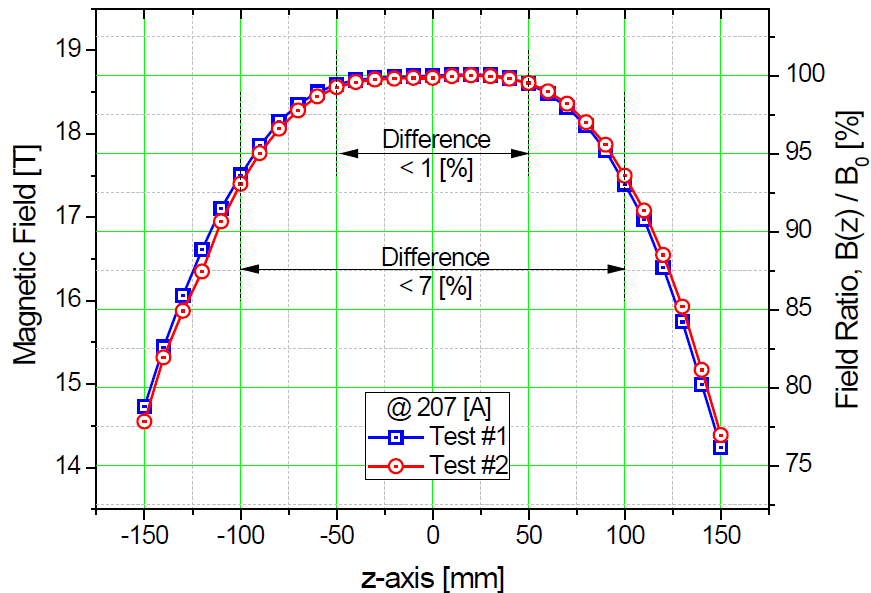 Magnetic Field [T]
19
18
17
16
15
14
Difference
< 1 [%]
Difference
< 7 [%]
@ 207 [A]
Test #1
Test #2
100
95
90
85
80
75
Field Ratio, B(z) / B0 [%]
-150 -100 -50 0 50 100 150
z-axis [mm]